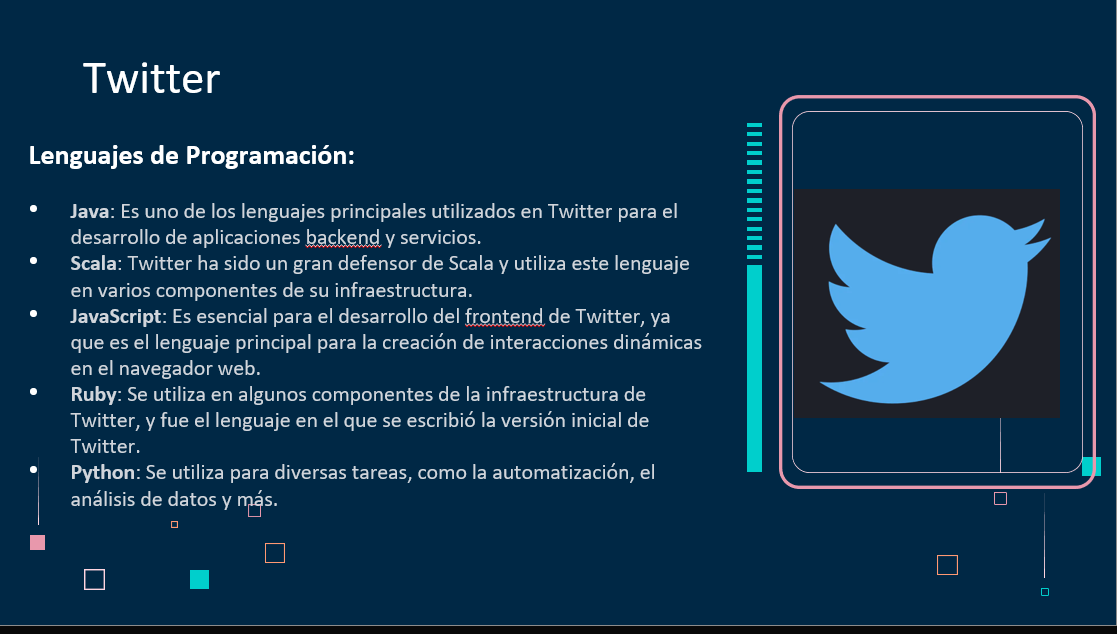 Twitter
Lenguajes de Programación:
• Java: Es uno de los lenguajes principales utilizados en Twitter para el
desarrollo de aplicaciones backend y servicios.
• Scala: Twitter ha sido un gran defensor de Scala y utiliza este lenguaje
en varios componentes de su infraestructura.
• JavaScript: Es esencial para el desarrollo del frontend de Twitter, ya
que es el lenguaje principal para la creación de interacciones dinámicas
en el navegador web.
• Ruby: Se utiliza en algunos componentes de la infraestructura de
Twitter, y fue el lenguaje en el que se escribió la versión inicial de
Twitter.
• Python: Se utiliza para diversas tareas, como la automatización, el
análisis de datos y más.